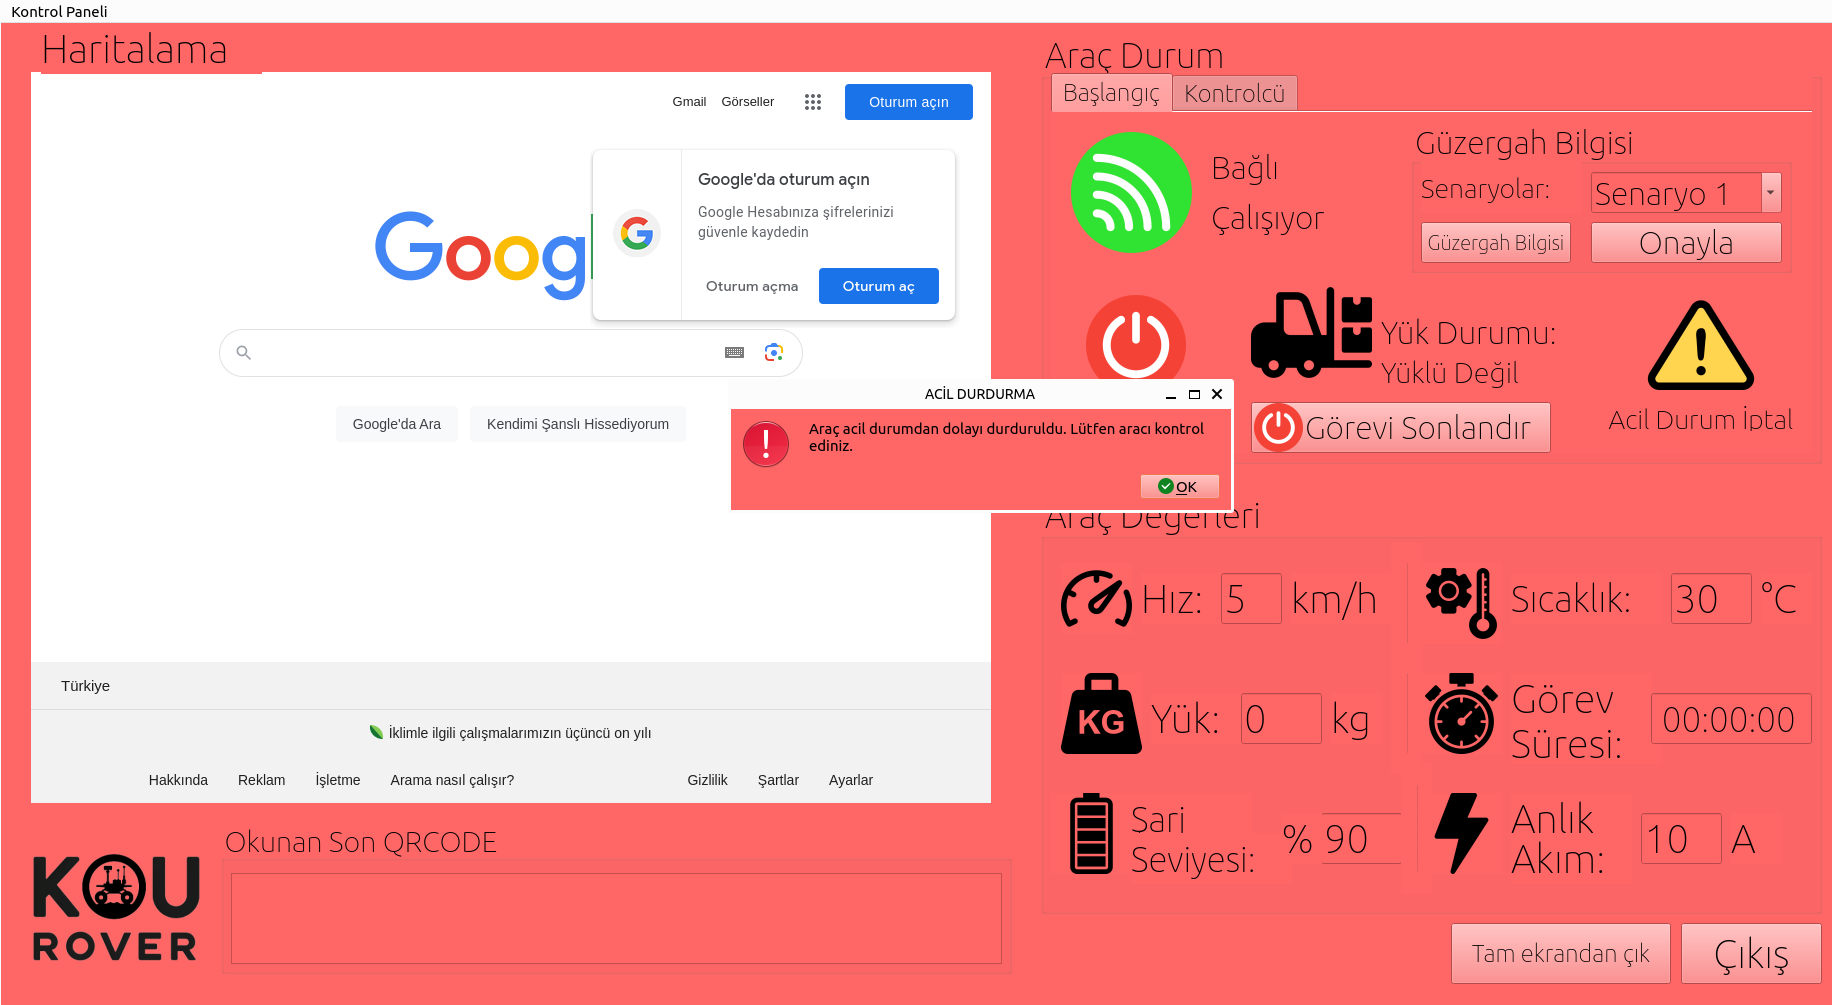 Kontrol Paneli
Haritalama
Gmail Görseller
Oturum açın
Google'da oturum açın
Google Hesabınıza şifrelerinizi
güvenle kaydedin
Oturum açma
Oturum aç
Goog
Google'da Ara
Kendimi Şanslı Hissediyorum
Türkiye
İklimle ilgili çalışmalarımızın üçüncü on yılı
Hakkında Reklam İşletme Arama nasıl çalışır? Gizlilik Şartlar Ayarlar
KOU
ROVER
Okunan Son QRCODE
ACİL DURDURMA
Araç acil durumdan dolayı durduruldu. Lütfen aracı kontrol
ediniz.
OK
Araç Durum
Başlangıç Kontrolcü
Bağlı
Çalışıyor
Güzergah Bilgisi
Senaryolar: Senaryo 1
Güzergah Bilgisi Onayla
Yük Durumu:
Yüklü Değil
Görevi Sonlandır
Acil Durum İptal
Araç Değerleri
Hız: 5 km/h
Sıcaklık: 30 °C
KG
Yük: 0 kg
Görev
Süresi:
00:00:00
Sari
Seviyesi:
% 90
Anlık
Akım:
10 A
Tam ekrandan çık
Çıkış